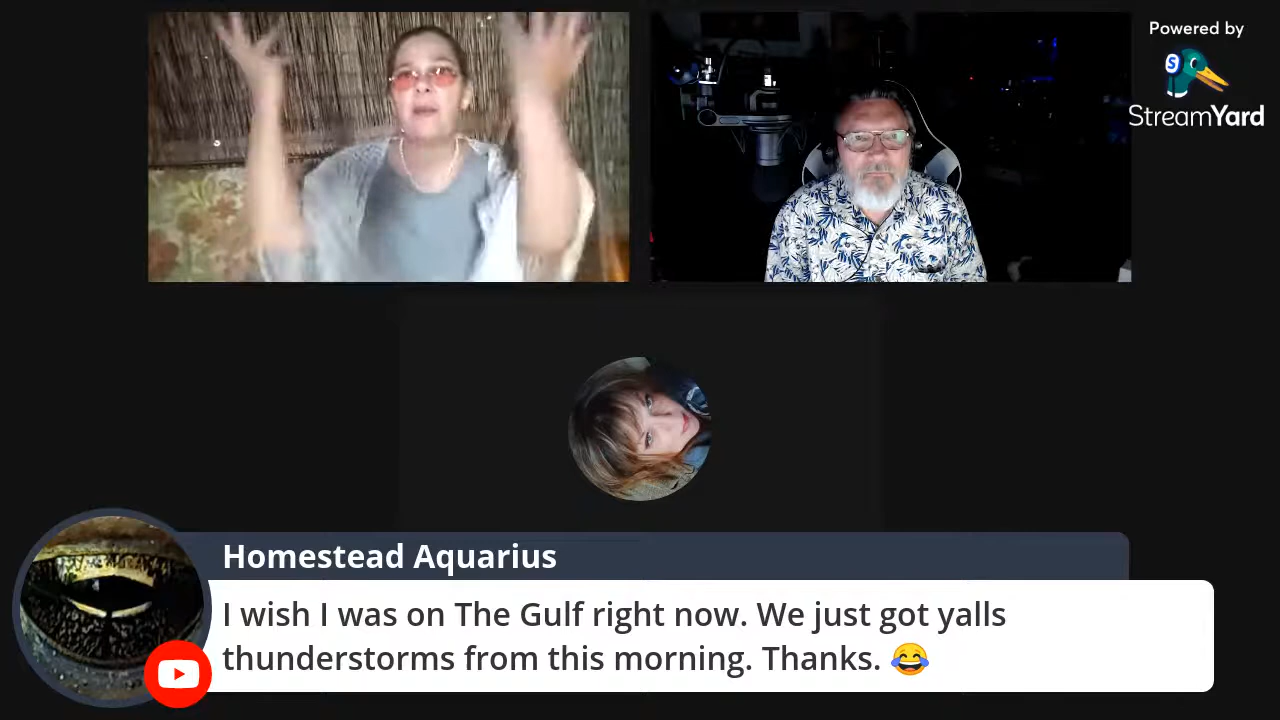 Powered by
StreamYard
Homestead Aquarius
I wish I was on The Gulf right now. We just got yalls
thunderstorms from this morning. Thanks. 😂